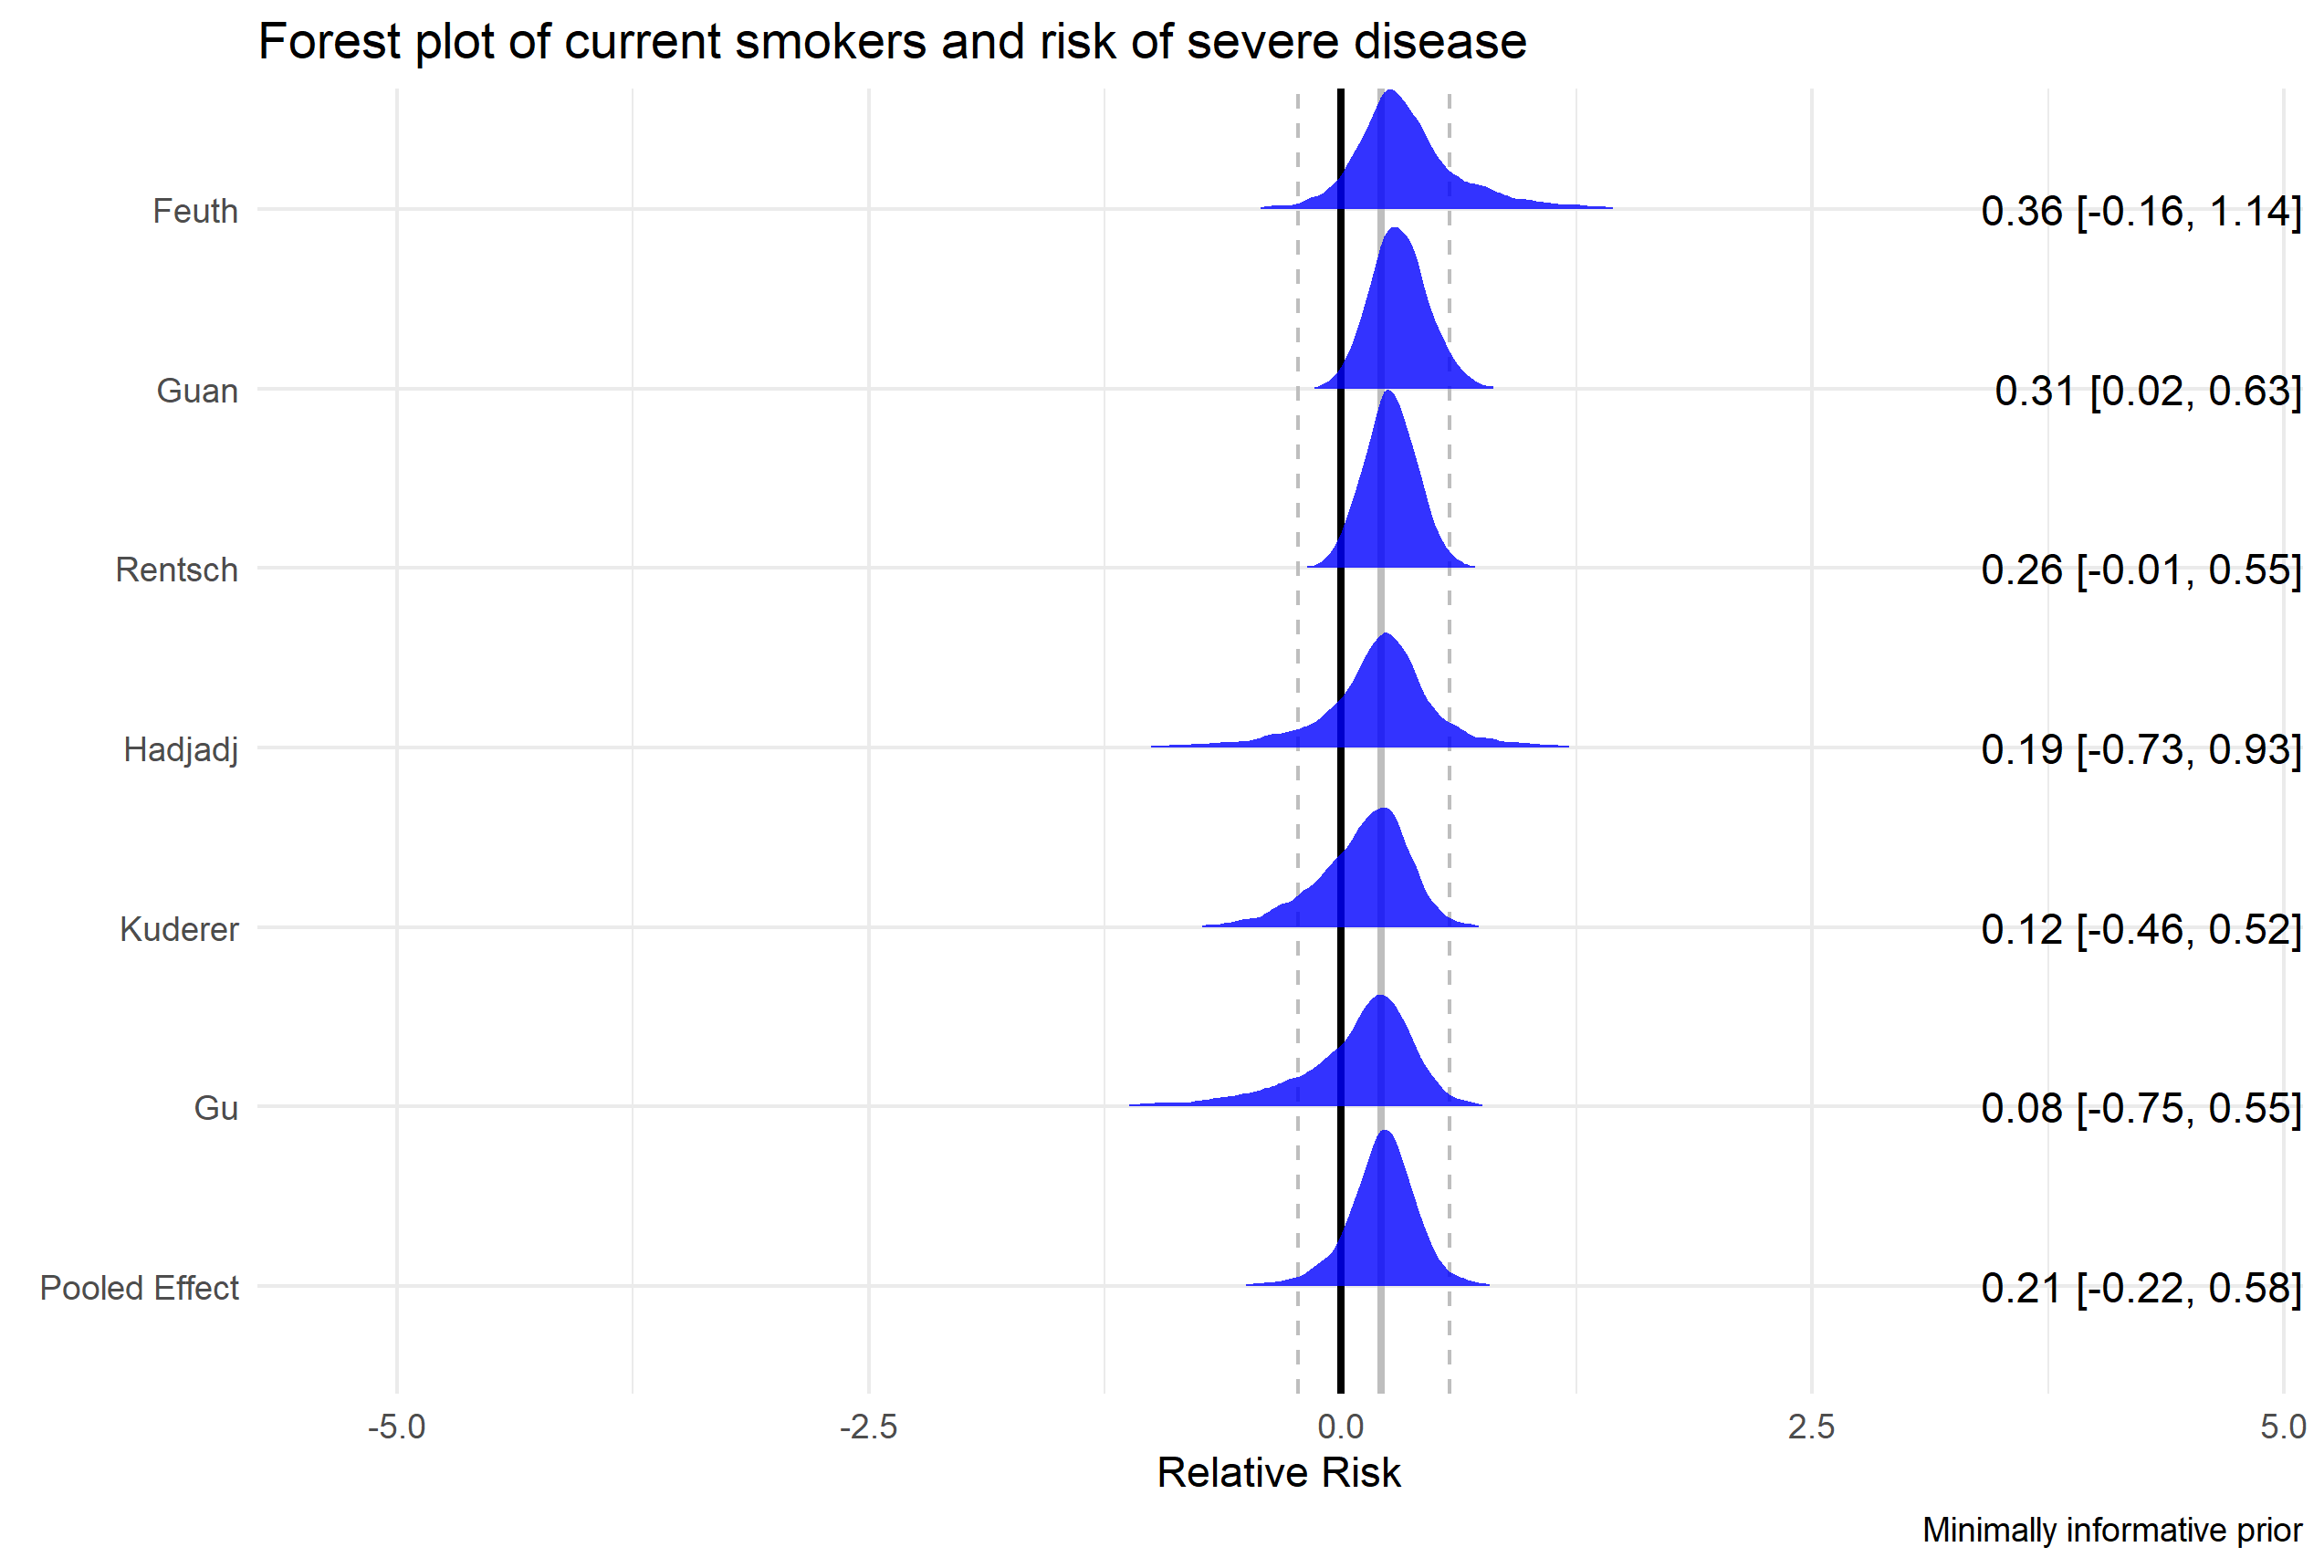 Forest plot of current smokers and risk of severe disease
Feuth 0.36 [-0.16, 1.14]
Guan 0.31 [0.02, 0.63]
Rentsch 0.26 [-0.01, 0.55]
Hadjadj 0.19 [-0.73, 0.93]
Kuderer 0.12 [-0.46, 0.52]
Gu 0.08 [-0.75, 0.55]
Pooled Effect 0.21 [-0.22, 0.58]
-5.0 -2.5 0.0 2.5 5.0
Relative Risk
Minimally informative prior